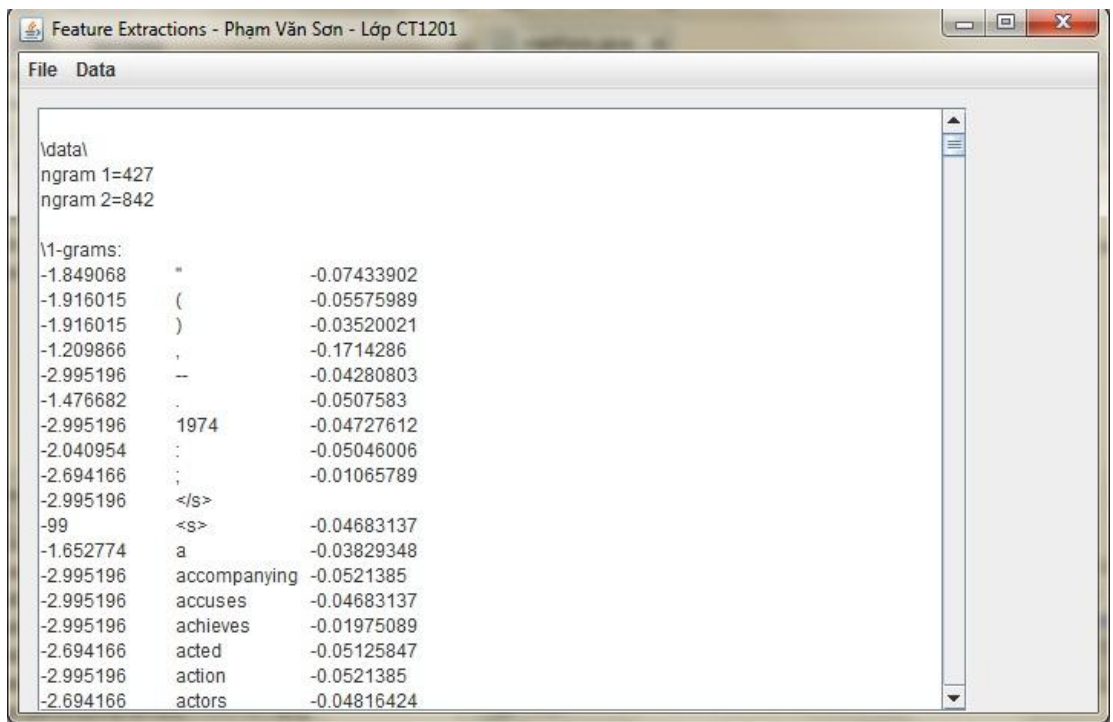 Feature Extractions - Phạm Văn Sơn - Lớp CT1201
File Data
\data\
ngram 1=427
ngram 2=842
\1-grams:
-1.849068 " -0.07433902
-1.916015 ( -0.05575989
-1.916015 ) -0.03520021
-1.209866 , -0.1714286
-2.995196 -- -0.04280803
-1.476682 . -0.0507583
-2.995196 1974 -0.04727612
-2.040954 : -0.05046006
-2.694166 ; -0.01065789
-2.995196 </s>
-99 <s> -0.04683137
-1.652774 a -0.03829348
-2.995196 accompanying -0.0521385
-2.995196 accuses -0.04683137
-2.995196 achieves -0.01975089
-2.694166 acted -0.05125847
-2.995196 action -0.0521385
-2.694166 actors -0.04816424